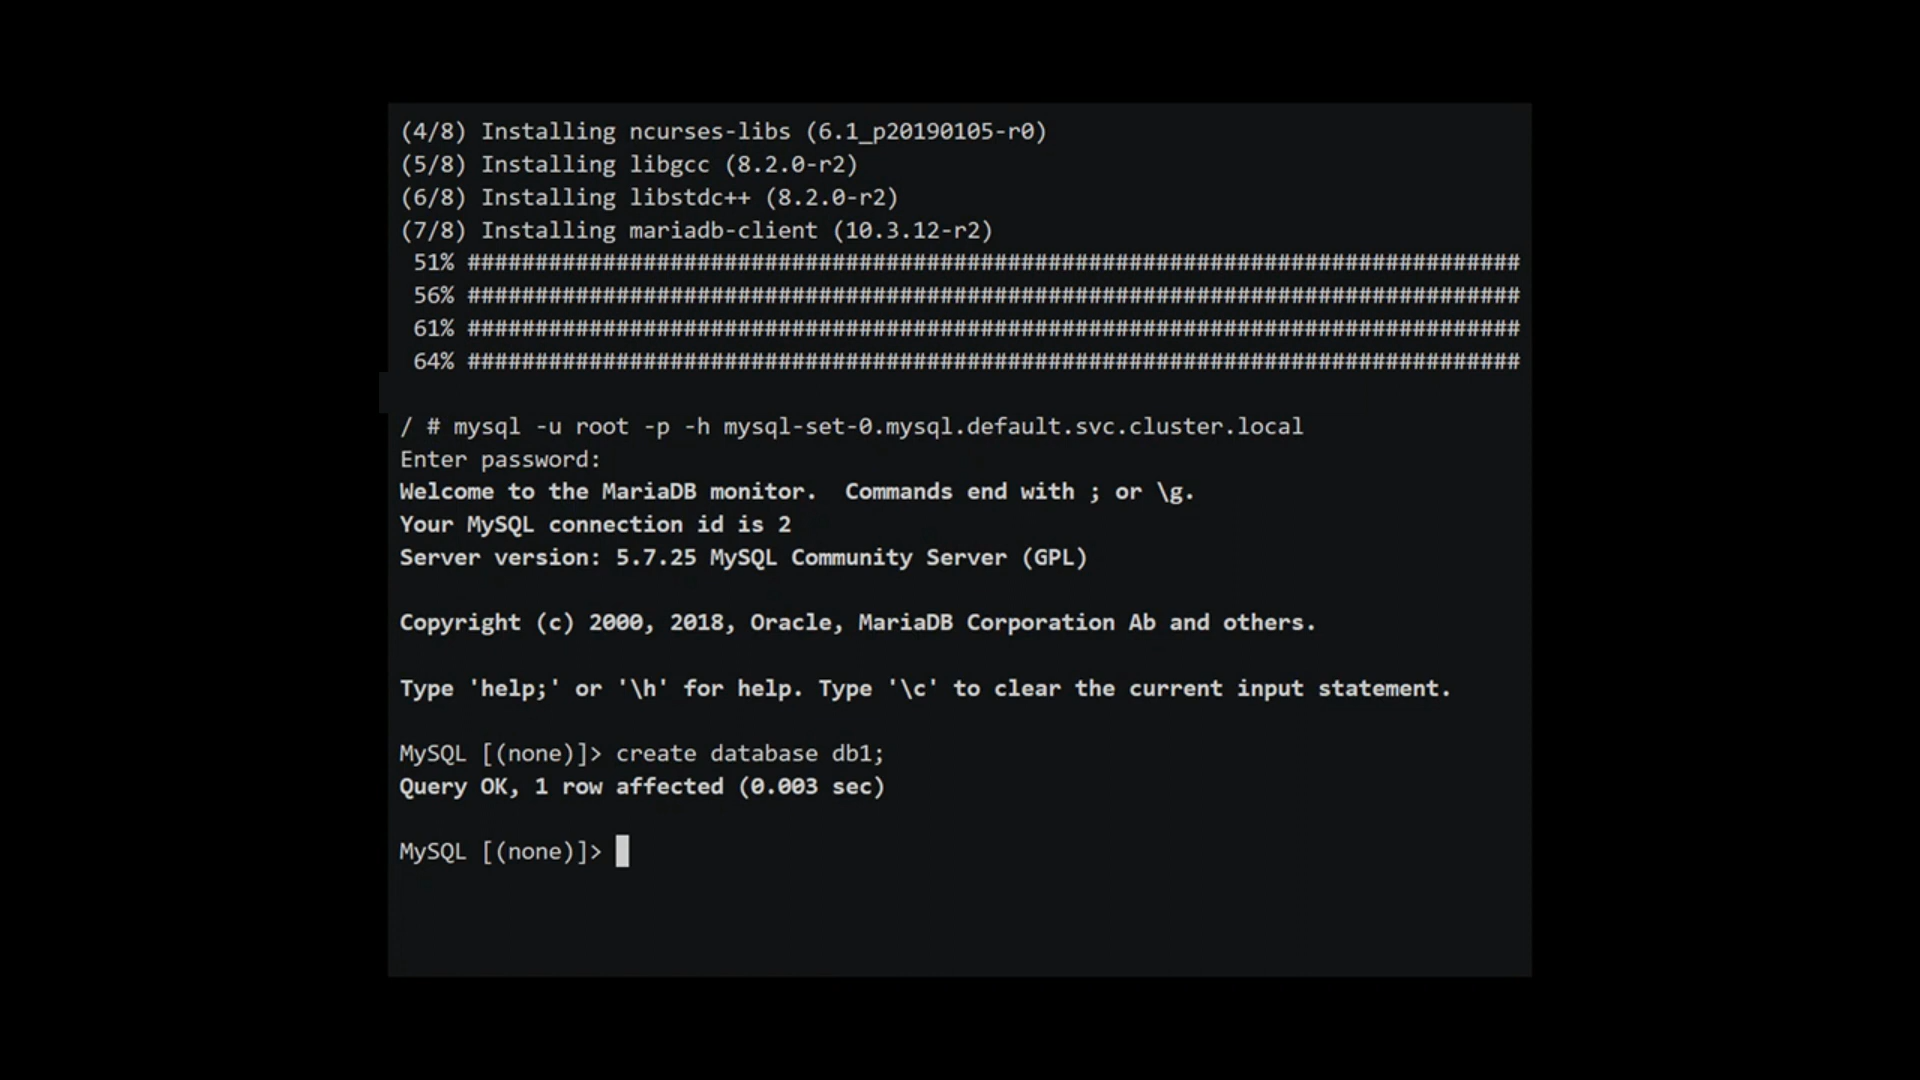 (4/8) Installing ncurses-libs (6.1_p20190105-r0)
(5/8) Installing libgcc (8.2.0-r2)
(6/8) Installing libstdc++ (8.2.0-r2)
(7/8) Installing mariadb-client (10.3.12-r2)
 51% ##############################################################################
 56% ##############################################################################
 61% ##############################################################################
 64% ##############################################################################
/ # mysql -u root -p -h mysql-set-0.mysql.default.svc.cluster.local
Enter password:
Welcome to the MariaDB monitor.  Commands end with ; or \g.
Your MySQL connection id is 2
Server version: 5.7.25 MySQL Community Server (GPL)
Copyright (c) 2000, 2018, Oracle, MariaDB Corporation Ab and others.
Type 'help;' or '\h' for help. Type '\c' to clear the current input statement.
MySQL [(none)]> create database db1;
Query OK, 1 row affected (0.003 sec)
MySQL [(none)]>